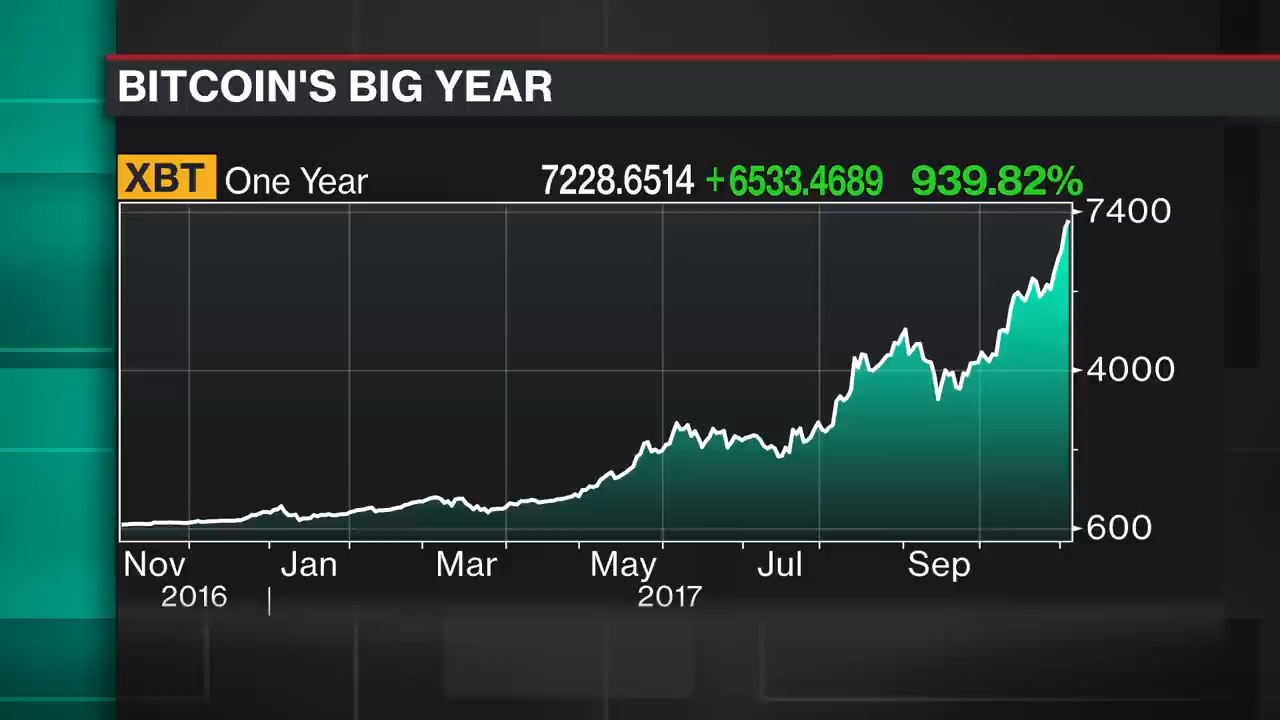 BITCOIN'S BIG YEAR
XBT One Year 7228.6514 +6533.4689 939.82%
7400
4000
600
Nov Jan Mar May Jul Sep
2016 2017